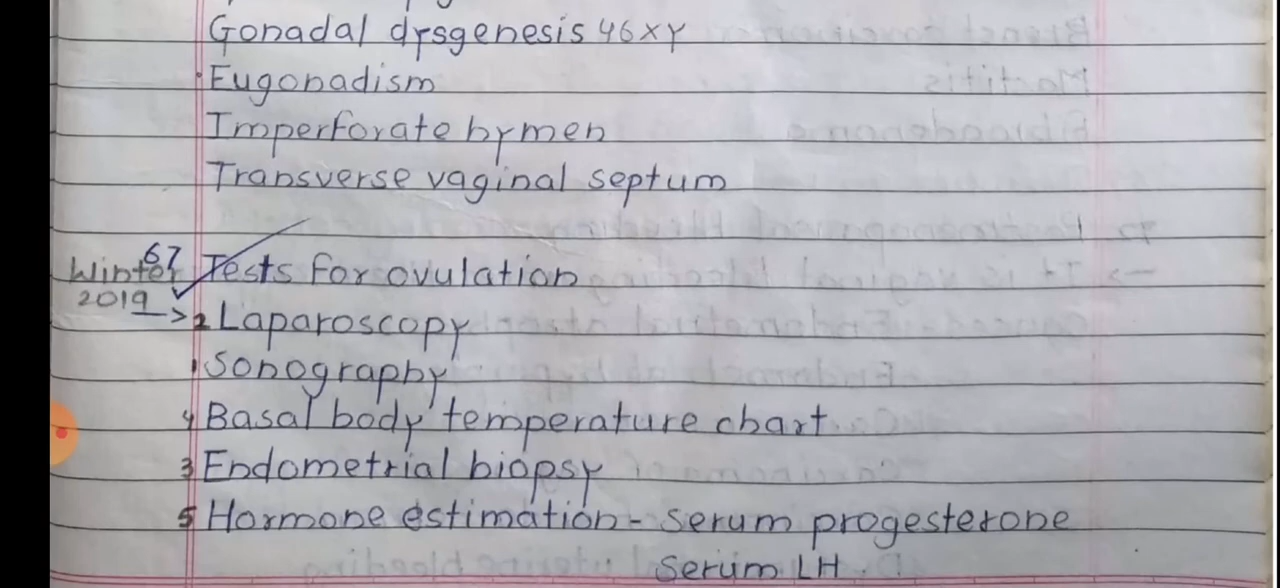 Gonadal dysgenesis 46XY
Eugonadism
Imperforate hymen
Transverse vaginal septum
67 Tests for ovulation
Winter 2019
→ 2 Laparoscopy
1 Sonography
4 Basal body temperature chart
3 Endometrial biopsy
5 Hormone estimation - Serum progesterone
Serum LH